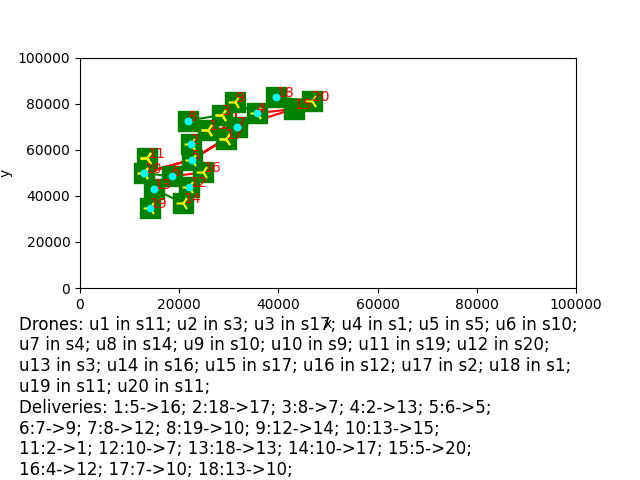 100000
80000
60000
40000
20000
0
y
0 20000 40000 60000 80000 100000
x
Drones: u1 in s11; u2 in s3; u3 in s17; u4 in s1; u5 in s5; u6 in s10;
u7 in s4; u8 in s14; u9 in s10; u10 in s9; u11 in s19; u12 in s20;
u13 in s3; u14 in s16; u15 in s17; u16 in s12; u17 in s2; u18 in s1;
u19 in s11; u20 in s11;
Deliveries: 1:5->16; 2:18->17; 3:8->7; 4:2->13; 5:6->5;
6:7->9; 7:8->12; 8:19->10; 9:12->14; 10:13->15;
11:2->1; 12:10->7; 13:18->13; 14:10->17; 15:5->20;
16:4->12; 17:7->10; 18:13->10;